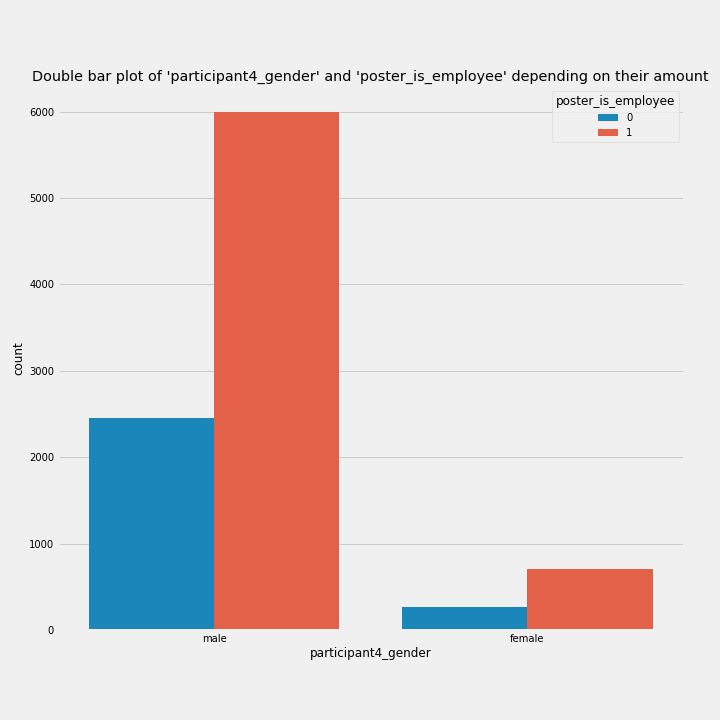 Double bar plot of 'participant4_gender' and 'poster_is_employee' depending on their amount
poster_is_employee
0
1
6000
5000
4000
3000
2000
1000
0
count
male
female
participant4_gender